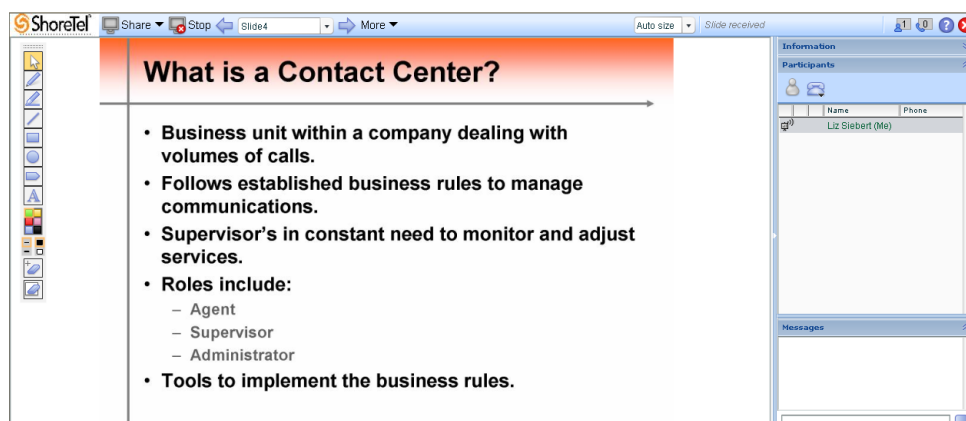 ShoreTel Share Stop Slide4 More Auto size Slide received 1 0 ?
Information
What is a Contact Center?
Participants
Name Phone
Liz Siebert (Me)
• Business unit within a company dealing with
volumes of calls.
• Follows established business rules to manage
communications.
• Supervisor's in constant need to monitor and adjust
services.
• Roles include:
– Agent
– Supervisor
– Administrator
• Tools to implement the business rules.
A
Messages